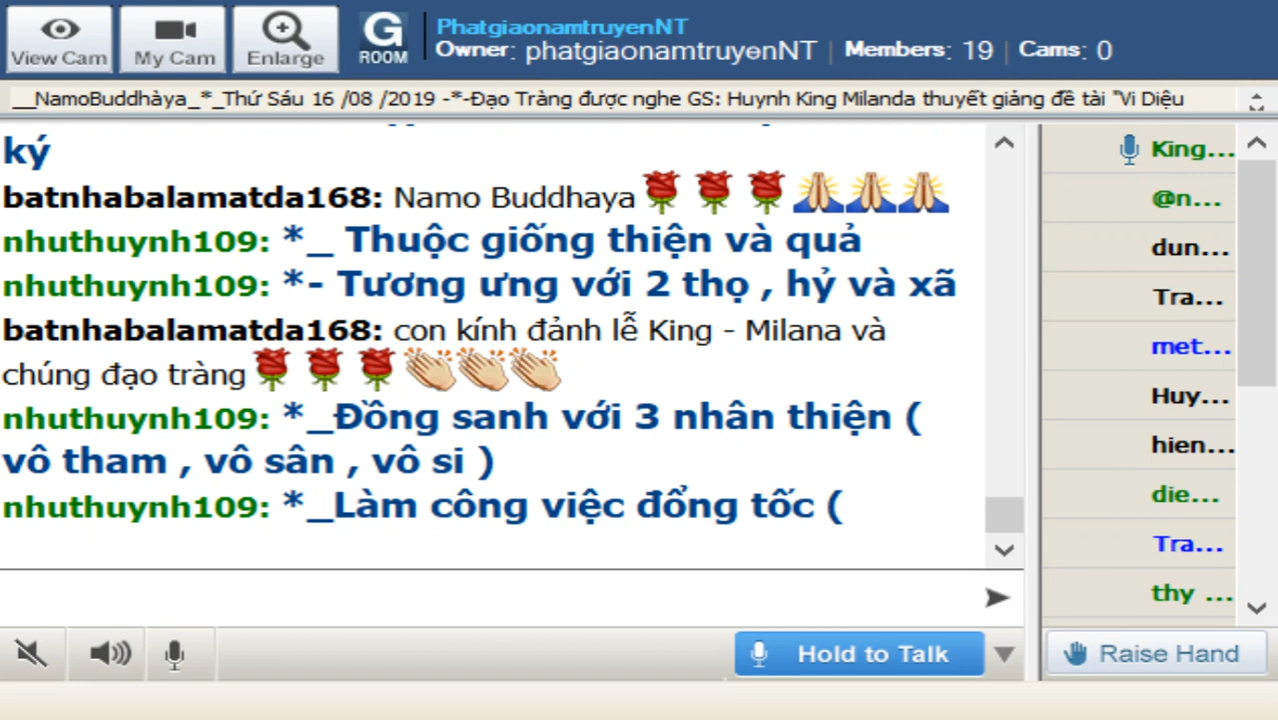 View Cam
My Cam
Enlarge
G
ROOM
PhatgiaonamtruyenNT
Owner: phatgiaonamtruyenNT | Members: 19 | Cams: 0
__NamoBuddhàya_*_Thứ Sáu 16 /08 /2019 -*-Đạo Tràng được nghe GS: Huynh King Milanda thuyết giảng đề tài "Vi Diệu
ký
batnhabalamatda168: Namo Buddhaya
nhuthuynh109: *_ Thuộc giống thiện và quả
nhuthuynh109: *- Tương ưng với 2 thọ , hỷ và xã
batnhabalamatda168: con kính đảnh lễ King - Milana và
chúng đạo tràng
nhuthuynh109: *_Đồng sanh với 3 nhân thiện (
vô tham , vô sân , vô si )
nhuthuynh109: *_Làm công việc đổng tốc (
King...
@n...
dun...
Tra...
met...
Huy...
hien...
die...
Tra...
thy ...
Hold to Talk
Raise Hand